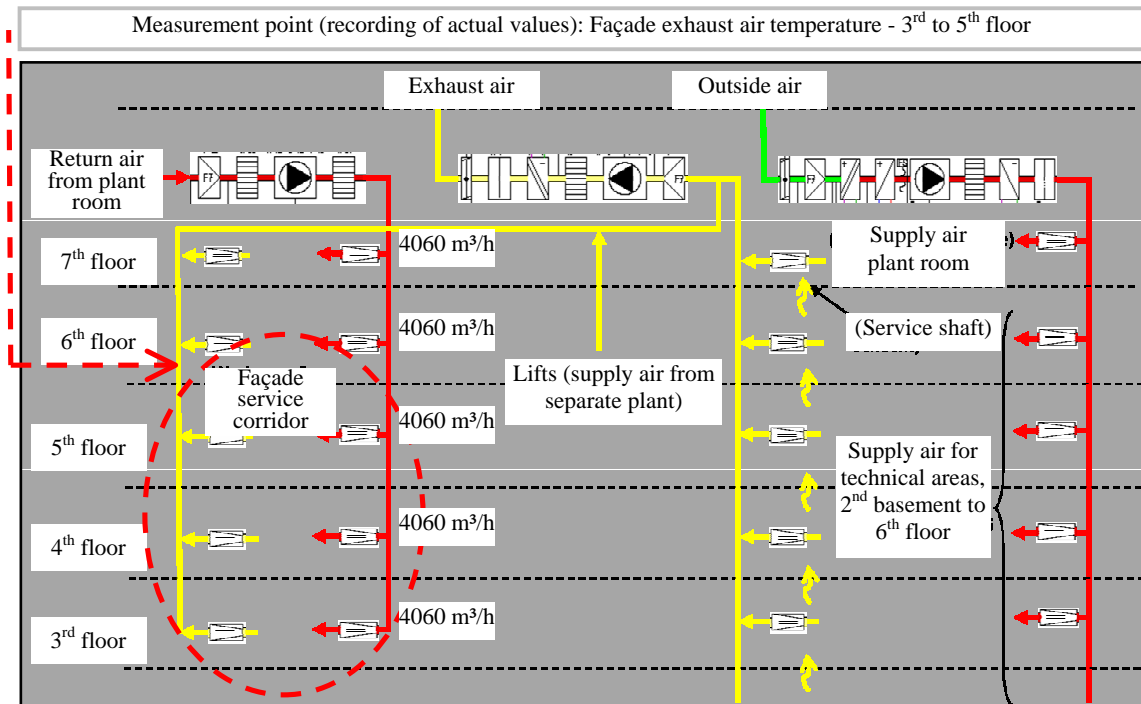 Measurement point (recording of actual values): Façade exhaust air temperature - 3rd to 5th floor
Exhaust air
Outside air
Return air
from plant
room
F7
F7
F7
7th floor
4060 m³/h
Supply air
plant room
6th floor
4060 m³/h
(Service shaft)
Façade
service
corridor
Lifts (supply air from
separate plant)
5th floor
4060 m³/h
Supply air for
technical areas,
2nd basement to
6th floor
4th floor
4060 m³/h
3rd floor
4060 m³/h